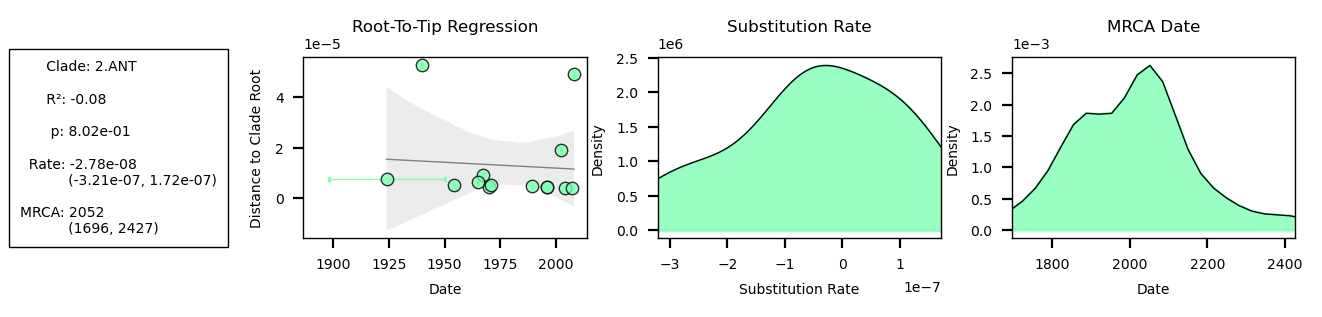 Clade: 2.ANT
R²: -0.08
p: 8.02e-01
Rate: -2.78e-08
(-3.21e-07, 1.72e-07)
MRCA: 2052
(1696, 2427)
Root-To-Tip Regression
1e−5
Distance to Clade Root
4
2
0
1900 1925 1950 1975 2000
Date
Substitution Rate
1e6
Density
2.5
2.0
1.5
1.0
0.5
0.0
−3 −2 −1 0 1
1e−7
Substitution Rate
MRCA Date
1e−3
Density
2.5
2.0
1.5
1.0
0.5
0.0
1800 2000 2200 2400
Date